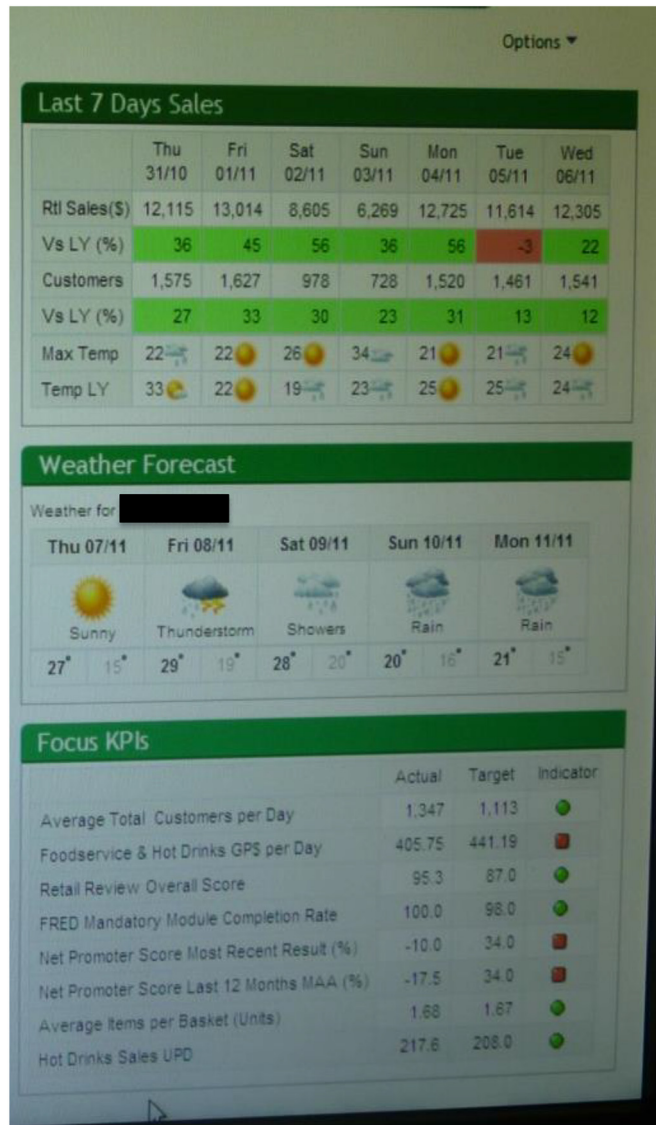 Options
Last 7 Days Sales
Thu Fri Sat Sun Mon Tue Wed
31/10 01/11 02/11 03/11 04/11 05/11 06/11
Rtl Sales($) 12,115 13,014 8,605 6,269 12,725 11,614 12,305
Vs LY (%) 36 45 56 36 56 -3 22
Customers 1,575 1,627 978 728 1,520 1,461 1,541
Vs LY (%) 27 33 30 23 31 13 12
Max Temp 22 22 26 34 21 21 24
Temp LY 33 22 19 23 25 25 24
Weather Forecast
Weather for
Thu 07/11 Fri 08/11 Sat 09/11 Sun 10/11 Mon 11/11
Sunny Thunderstorm Showers Rain Rain
27° 15° 29° 19° 28° 20° 20° 16° 21° 15°
Focus KPIs
Actual Target Indicator
Average Total Customers per Day 1,347 1,113
Foodservice & Hot Drinks GP$ per Day 405.75 441.19
Retail Review Overall Score 95.3 87.0
FRED Mandatory Module Completion Rate 100.0 98.0
Net Promoter Score Most Recent Result (%) -10.0 34.0
Net Promoter Score Last 12 Months MAA (%) -17.5 34.0
Average Items per Basket (Units) 1.68 1.67
Hot Drinks Sales UPD 217.6 208.0